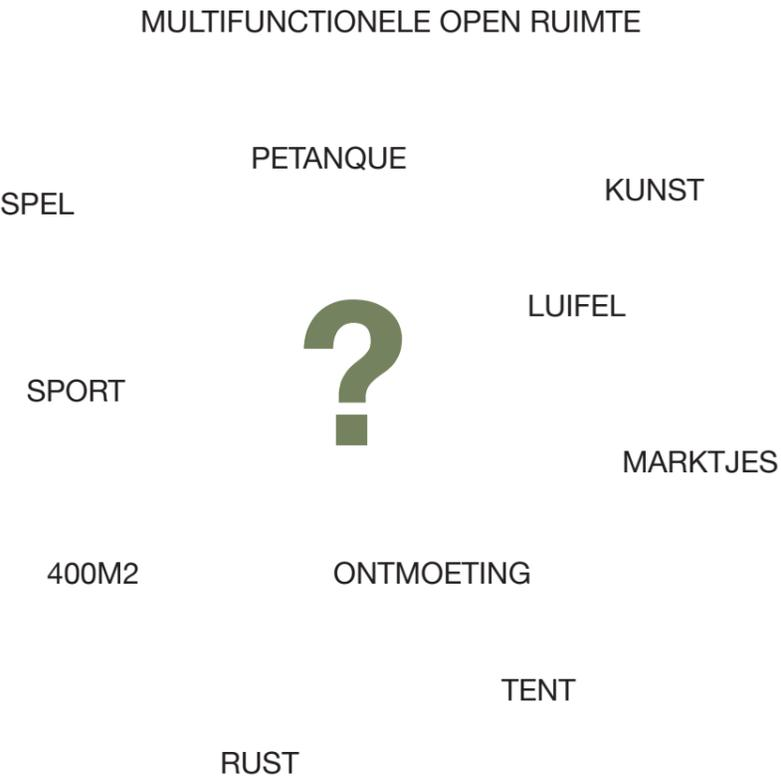 MULTIFUNCTIONELE OPEN RUIMTE
PETANQUE
KUNST
SPEL
LUIFEL
?
SPORT
MARKTJES
400M2
ONTMOETING
TENT
RUST